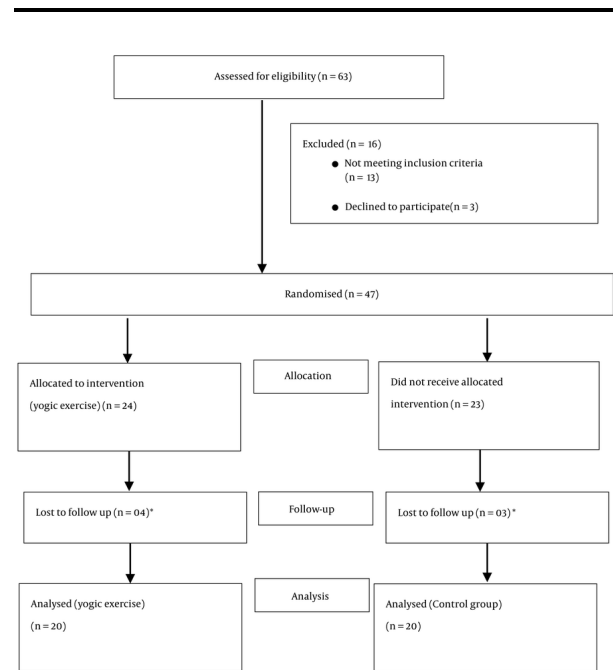 Assessed for eligibility (n = 63)
Excluded (n = 16)
● Not meeting inclusion criteria
(n = 13)
● Declined to participate(n = 3)
Randomised (n = 47)
Allocated to intervention
(yogic exercise) (n = 24)
Allocation
Did not receive allocated
intervention (n = 23)
Lost to follow up (n = 04)*
Follow-up
Lost to follow up (n = 03)*
Analysed (yogic exercise)
(n = 20)
Analysis
Analysed (Control group)
(n = 20)